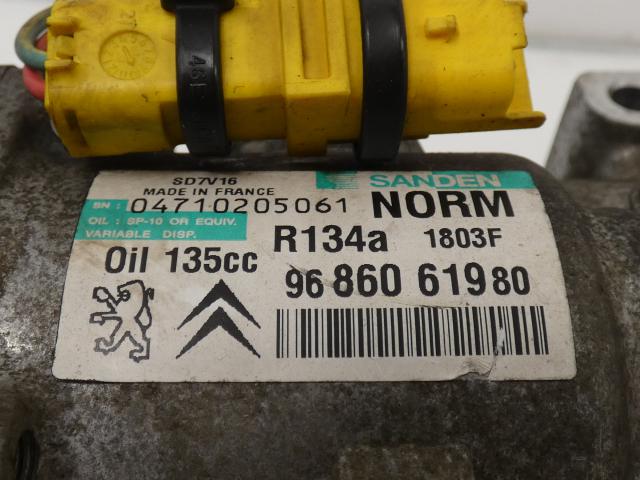 SD7V16
MADE IN FRANCE
SANDEN
SN : 04710205061
NORM
OIL : SP-10 OR EQUIV.
VARIABLE DISP.
R134a 1803F
Oil 135cc
96 860 619 80